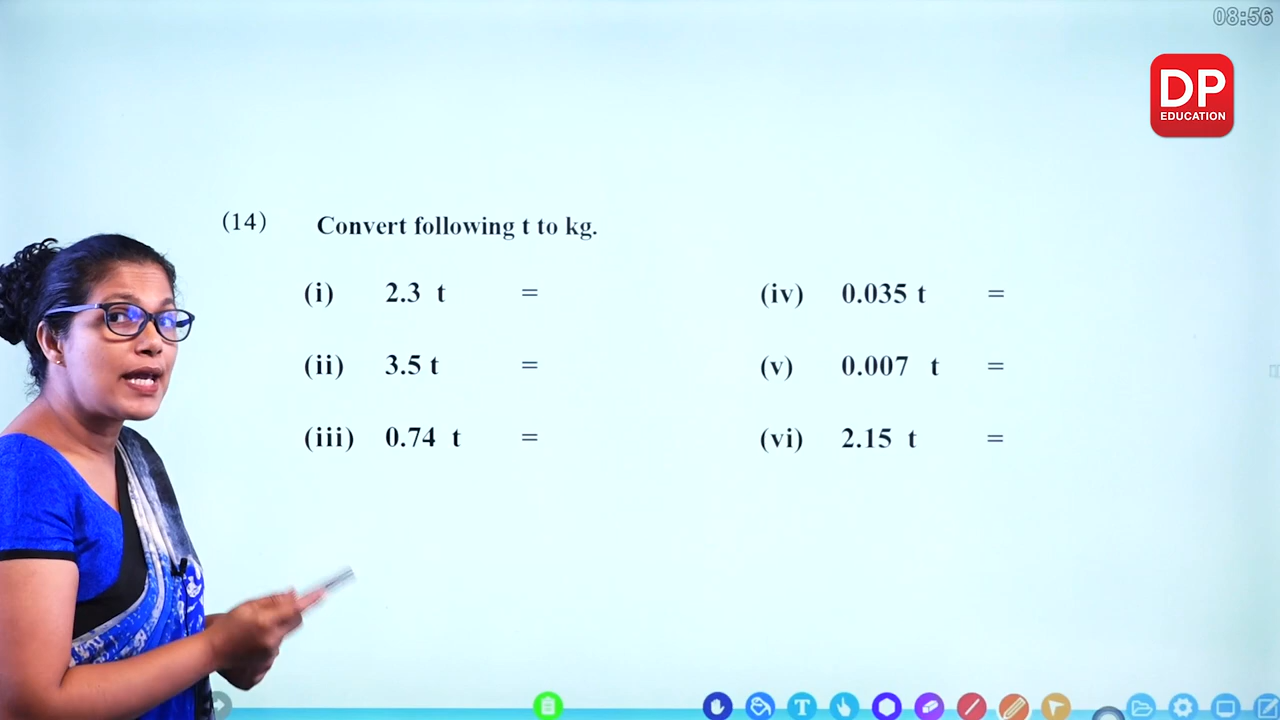 08:56
DP
EDUCATION
(14) Convert following t to kg.
(i) 2.3 t =
(ii) 3.5 t =
(iii) 0.74 t =
(iv) 0.035 t =
(v) 0.007 t =
(vi) 2.15 t =
T